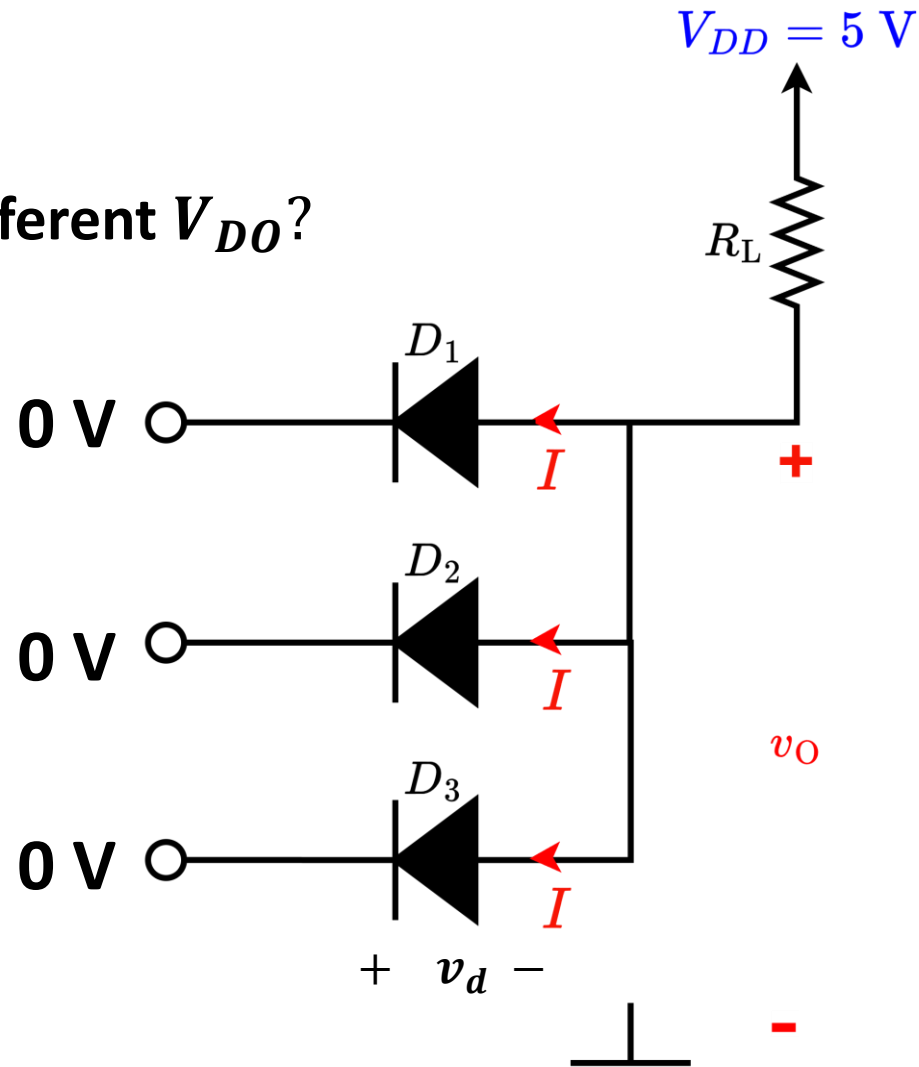 V_DD = 5 V
ferent V_DO?
R_L
D_1
0 V
I
+
D_2
0 V
I
v_O
D_3
0 V
I
+ v_d −
-